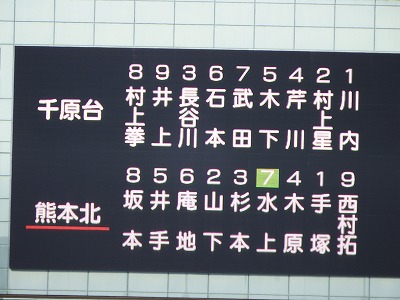 千原台
8 9 3 6 7 5 4 2 1
村上拳
井上
長谷川
石本
武田
木下
芹川
村上星
川内
熊本北
8 5 6 2 3 7 4 1 9
坂本
井手
庵地
山下
杉本
水上
木原
手塚
西村拓